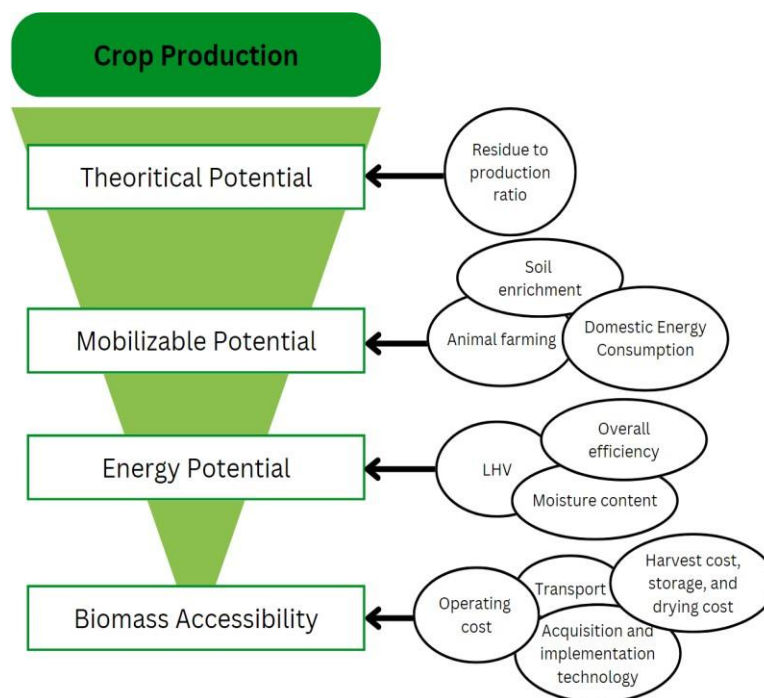 Crop Production
Theoritical Potential
Residue to
production
ratio
Mobilizable Potential
Soil
enrichment
Animal farming
Domestic Energy
Consumption
Energy Potential
LHV
Overall
efficiency
Moisture content
Biomass Accessibility
Operating
cost
Transport
Harvest cost,
storage, and
drying cost
Acquisition and
implementation
technology